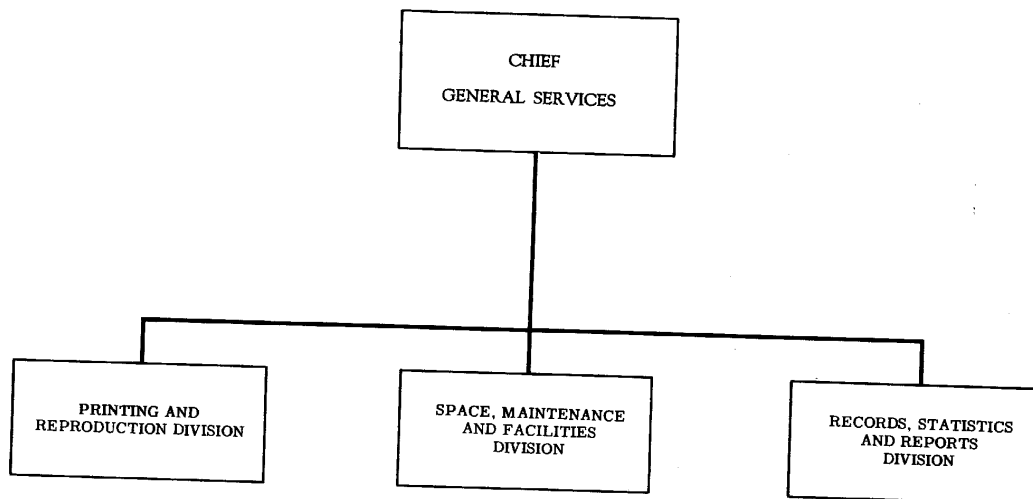 CHIEF
GENERAL SERVICES
PRINTING AND
REPRODUCTION DIVISION
SPACE, MAINTENANCE
AND FACILITIES
DIVISION
RECORDS, STATISTICS
AND REPORTS
DIVISION